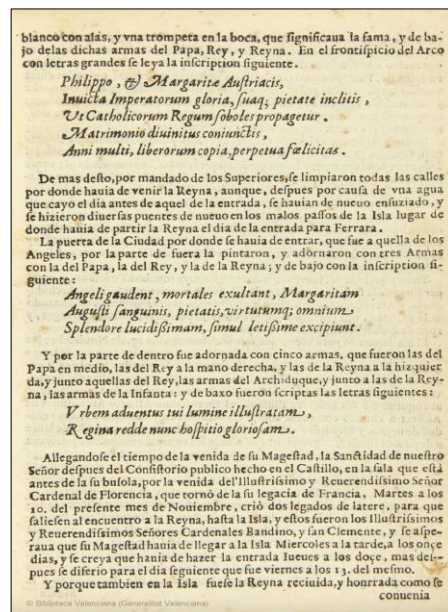 blanco con alas, y vna trompeta en la boca, que significaua la fama, y de ba-
jo delas dichas armas del Papa, Rey, y Reyna. En el frontispicio del Arco
con letras grandes se leya la inscription siguiente.
Philippo, & Margaritæ Austriacis,
Inuicta Imperatorum gloria, suaq; pietate inclitis,
Vt Catholicorum Regum soboles propagetur.
Matrimonio diuinitus coniunctis,
Anni multi, liberorum copia, perpetua fœlicitas.
De mas desto, por mandado de los Superiores, se limpiaron todas las calles
por donde hauia de venir la Reyna, aunque, despues por causa de vna agua
que cayo el dia antes de aquel de la entrada, se hauian de nueuo ensuziado, y
se hizieron diuersas puentes de nueuo en los malos passos de la Isla lugar de
donde hauia de partir la Reyna el dia de la entrada para Ferrara.
La puerta de la Ciudad por donde se hauia de entrar, que fue a quella de los
Angeles, por la parte de fuera la pintaron, y adornaron con tres Armas
con la del Papa, la del Rey, y la de la Reyna; y de bajo con la inscription si-
guiente:
Angeli gaudent, mortales exultant, Margaritam
Augusti sanguinis, pietatis, virtutumq; omnium
Splendore lucidissimam, simul letissime excipiunt.
Y por la parte de dentro fue adornada con cinco armas, que fueron las del
Papa en medio, las del Rey a la mano derecha, y las de la Reyna a la hizquier
da, y junto aquellas del Rey, las armas del Archiduque, y junto a las de la Rey-
na, las armas de la Infanta: y de baxo fueron scriptas las letras siguientes:
Vrbem aduentus tui lumine illustratam,
Regina redde nunc hospitio gloriosam.
Allegandose el tiempo de la venida de su Magestad, la Sanctidad de nuestro
Señor despues del Consistorio publico hecho en el Castillo, en la sala que está
antes de la su busola, por la venida del'Illustrissimo y Reuerendissimo Señor
Cardenal de Florencia, que tornò de su legacia de Francia, Martes a los
10. del presente mes de Nouiembre, criò dos legados de latere, para que
saliesen al encuentro a la Reyna, hasta la Isla, y estos fueron los Illustrissimos
y Reuerendissimos Señores Cardenales Bandino, y san Clemente, y se aspe-
raua que su Magestad hauia de llegar a la Isla Miercoles a la tarde, a los onçe
dias, y se creya que hauia de hazer la entrada Iueues a los doçe, mas des-
pues se diferio para el dia seguiente que fue viernes a los 13. del mesmo.
Y porque tambien en la Isla fuese la Reyna reciuida, y honrrada como se
conuenia
© Biblioteca Valenciana (Generalitat Valenciana)